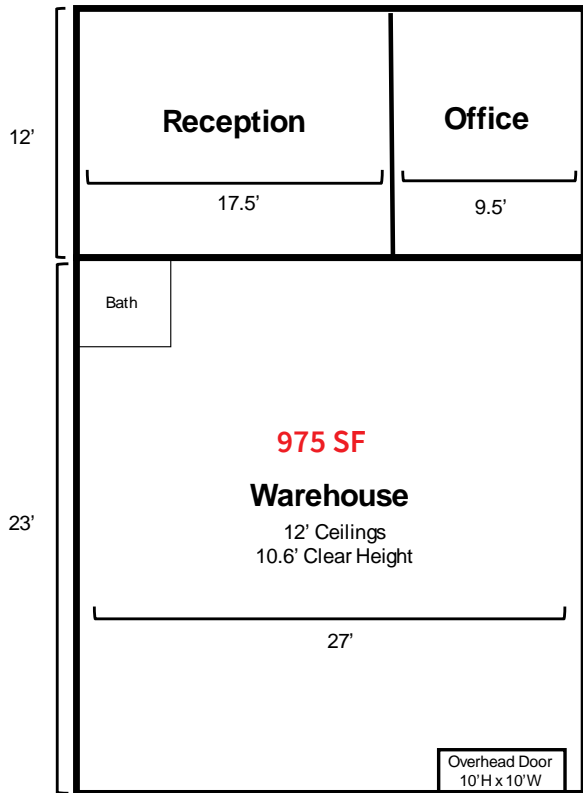 12’
Reception
Office
17.5’
9.5’
Bath
975 SF
Warehouse
12’ Ceilings
10.6’ Clear Height
23’
27’
Overhead Door
10’H x 10’W